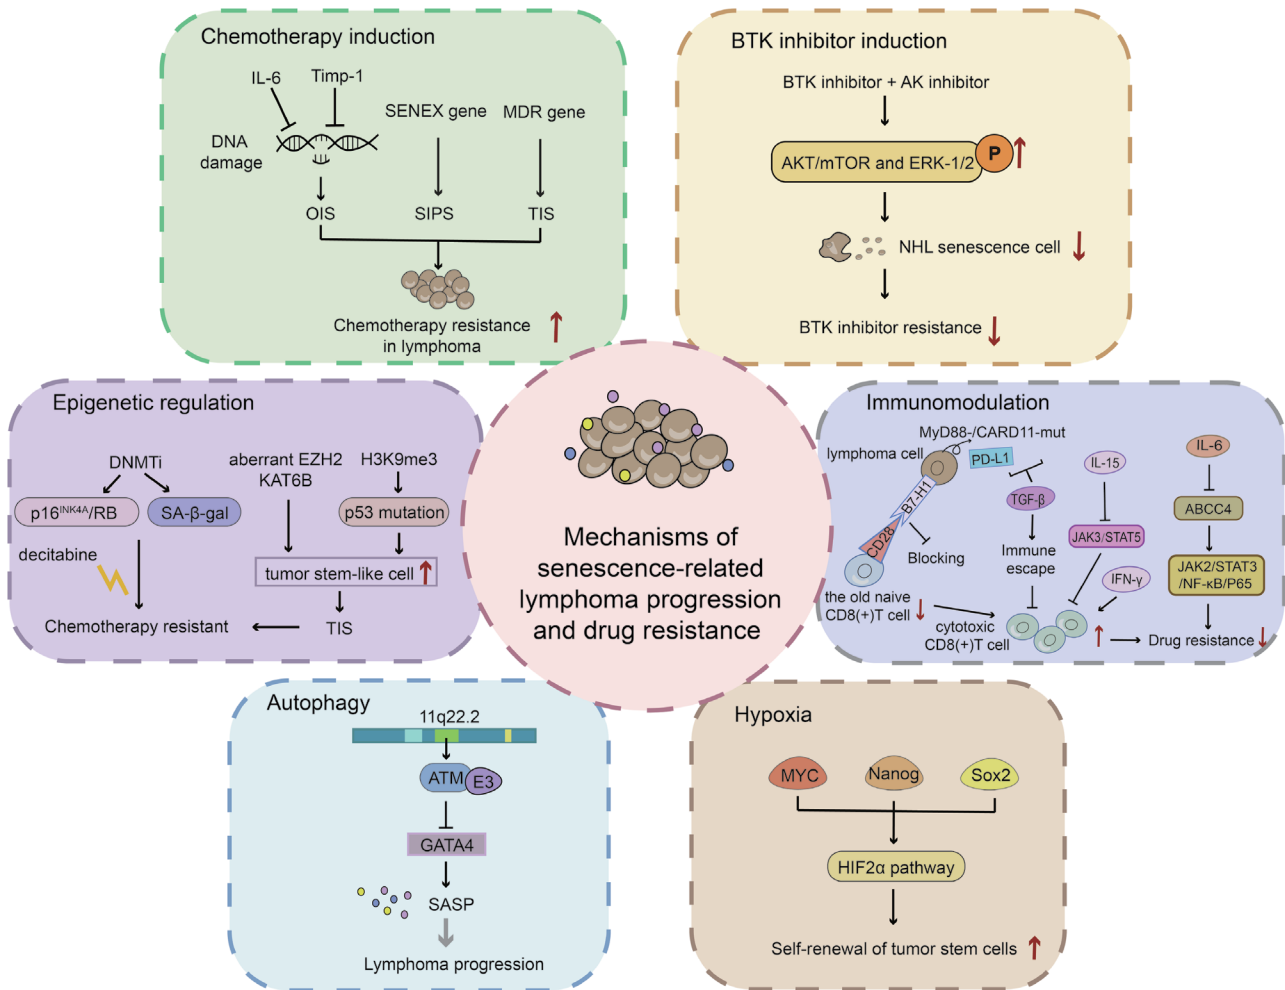 Chemotherapy induction
IL-6
Timp-1
SENEX gene
MDR gene
DNA
damage
OIS
SIPS
TIS
Chemotherapy resistance
in lymphoma
BTK inhibitor induction
BTK inhibitor + AK inhibitor
AKT/mTOR and ERK-1/2
P
NHL senescence cell
BTK inhibitor resistance
Epigenetic regulation
DNMTi
aberrant EZH2
KAT6B
H3K9me3
p16INK4A/RB
SA-β-gal
p53 mutation
decitabine
tumor stem-like cell
Chemotherapy resistant
TIS
Mechanisms of
senescence-related
lymphoma progression
and drug resistance
Immunomodulation
MyD88-/CARD11-mut
lymphoma cell
PD-L1
IL-15
IL-6
B7-H1
TGF-β
ABCC4
CD28
Blocking
Immune
escape
JAK3/STAT5
JAK2/STAT3
/NF-κB/P65
IFN-γ
the old naive
CD8(+)T cell
cytotoxic
CD8(+)T cell
Drug resistance
Autophagy
11q22.2
ATM
E3
GATA4
SASP
Lymphoma progression
Hypoxia
MYC
Nanog
Sox2
HIF2α pathway
Self-renewal of tumor stem cells